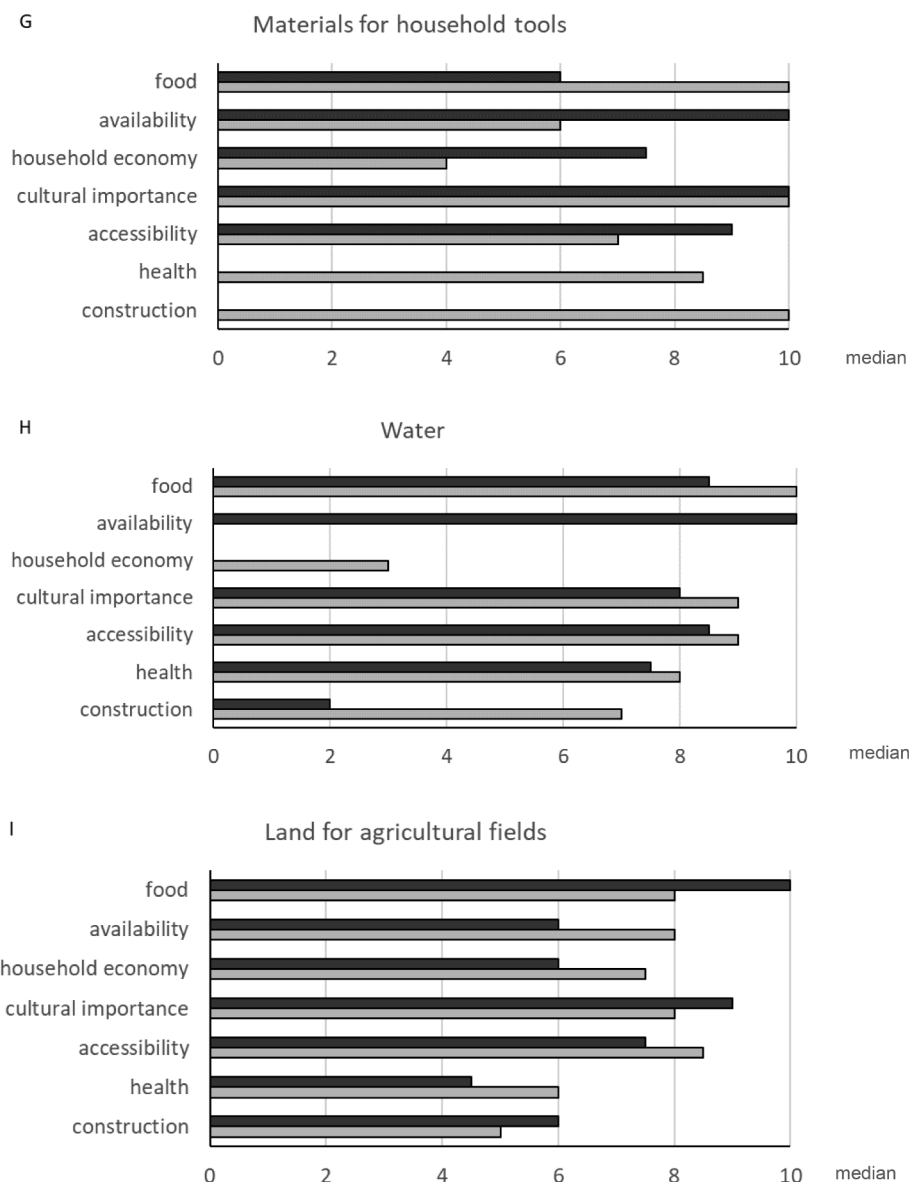 G
Materials for household tools
food
availability
household economy
cultural importance
accessibility
health
construction
0 2 4 6 8 10 median
H
Water
food
availability
household economy
cultural importance
accessibility
health
construction
0 2 4 6 8 10 median
I
Land for agricultural fields
food
availability
household economy
cultural importance
accessibility
health
construction
0 2 4 6 8 10 median